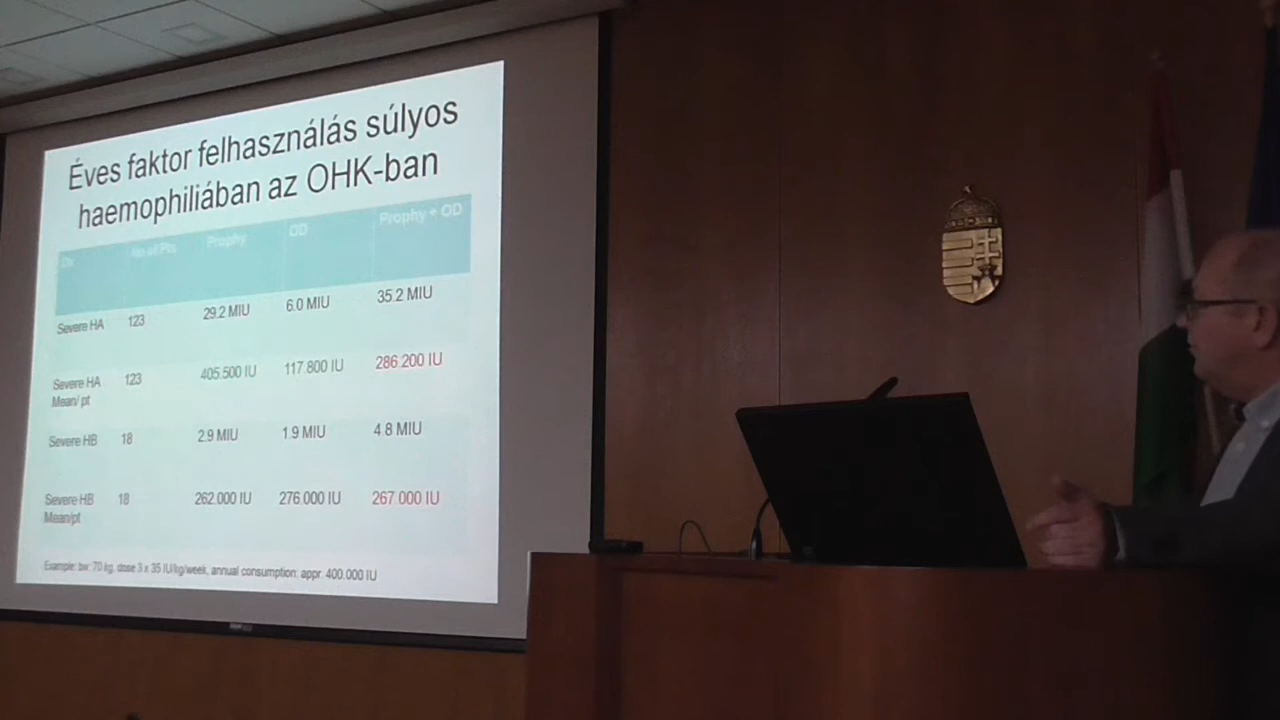 Éves faktor felhasználás súlyos
haemophiliában az OHK-ban
Dx No of Pts Prophy OD Prophy + OD
Severe HA 123 29.2 MIU 6.0 MIU 35.2 MIU
Severe HA 123 405.500 IU 117.800 IU 286.200 IU
Mean/ pt
Severe HB 18 2.9 MIU 1.9 MIU 4.8 MIU
Severe HB 18 262.000 IU 276.000 IU 267 000 IU
Mean/pt
Example: bw: 70 kg, dose 3 x 35 IU/kg/week, annual consumption: appr. 400.000 IU